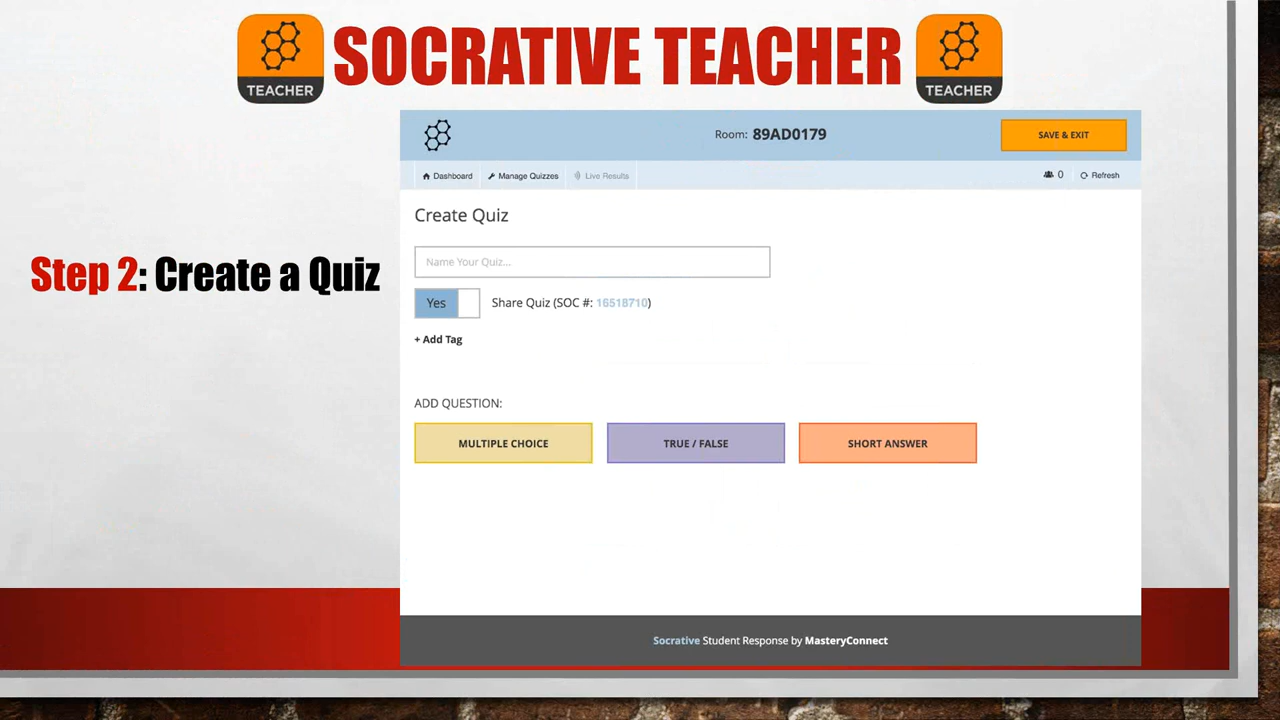 SOCRATIVE TEACHER
TEACHER
TEACHER
Step 2: Create a Quiz
Room: 89AD0179
SAVE & EXIT
Dashboard
Manage Quizzes
Live Results
0
Refresh
Create Quiz
Name Your Quiz...
Yes
Share Quiz (SOC #: 16518710)
+ Add Tag
ADD QUESTION:
MULTIPLE CHOICE
TRUE / FALSE
SHORT ANSWER
Socrative Student Response by MasteryConnect